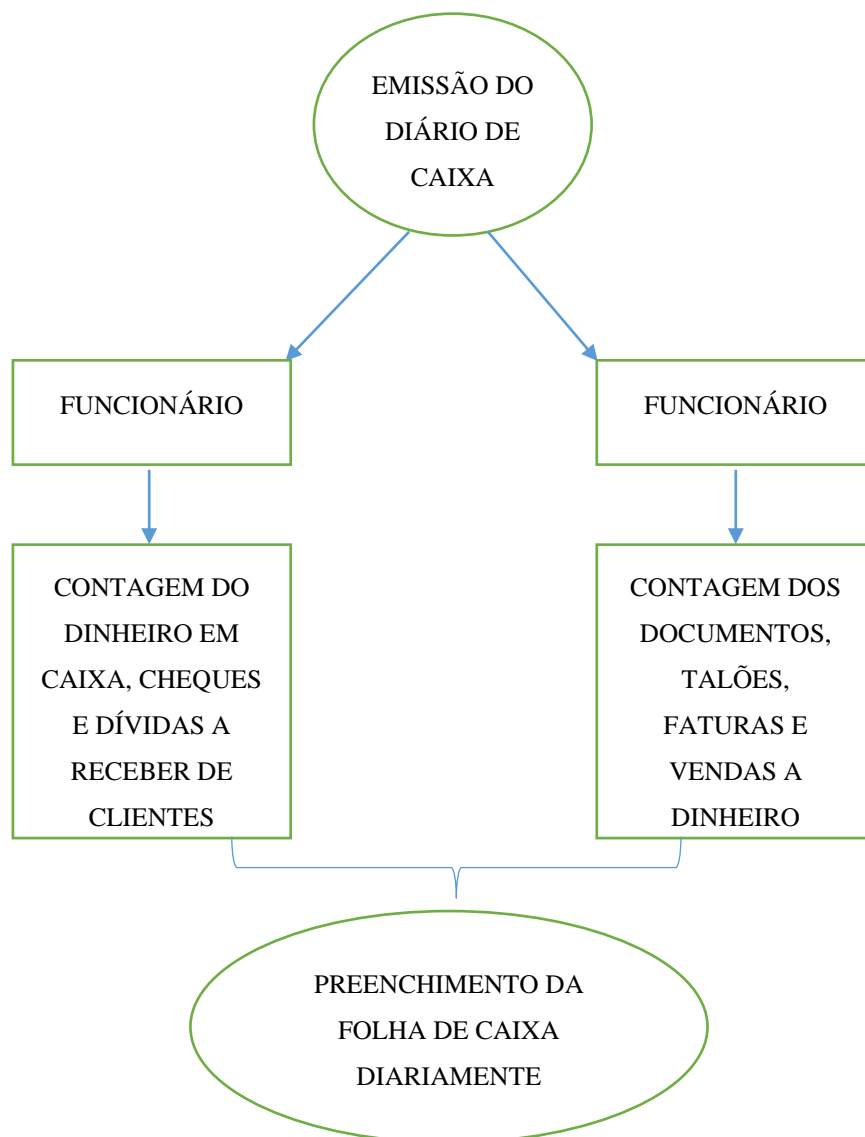 EMISSÃO DO
DIÁRIO DE
CAIXA
FUNCIONÁRIO
FUNCIONÁRIO
CONTAGEM DO
DINHEIRO EM
CAIXA, CHEQUES
E DÍVIDAS A
RECEBER DE
CLIENTES
CONTAGEM DOS
DOCUMENTOS,
TALÕES,
FATURAS E
VENDAS A
DINHEIRO
PREENCHIMENTO DA
FOLHA DE CAIXA
DIARIAMENTE